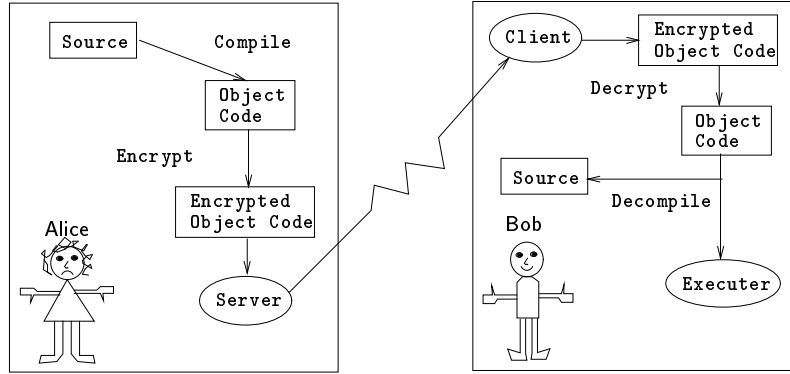 Source
Compile
Object
Code
Encrypt
Encrypted
Object Code
Alice
Server
Client
Encrypted
Object Code
Decrypt
Object
Code
Source
Decompile
Bob
Executer